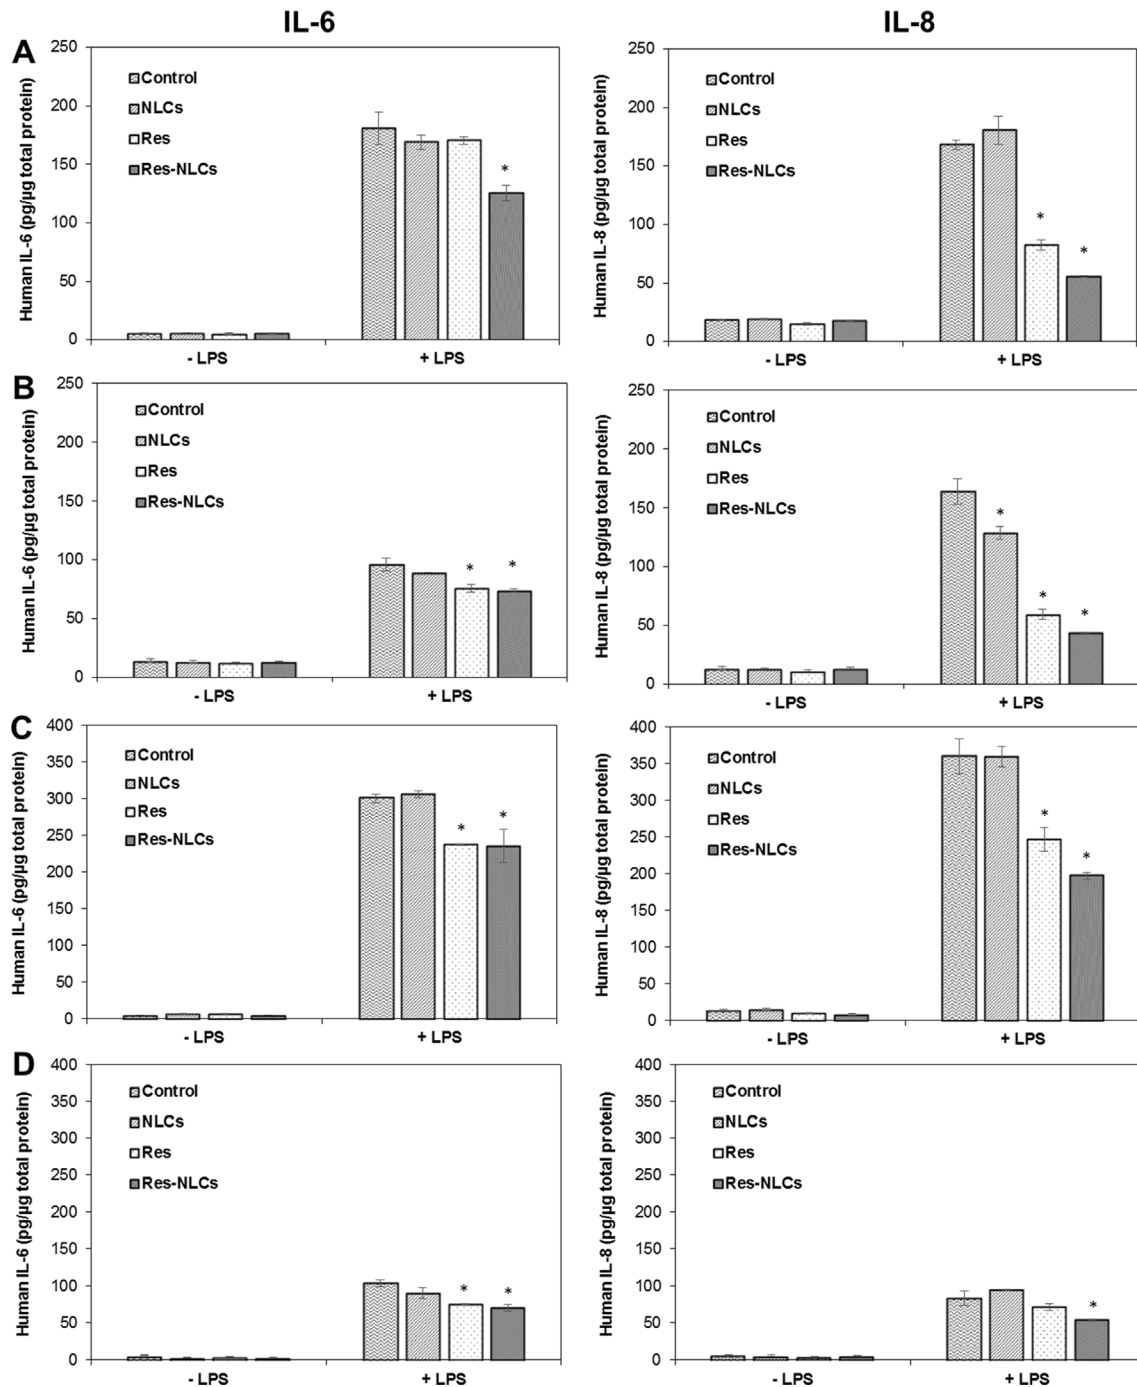 IL-6
IL-8
A
Human IL-6 (pg/µg total protein)
250
200
150
100
50
0
Control
NLCs
Res
Res-NLCs
*
- LPS
+ LPS
Human IL-8 (pg/µg total protein)
250
200
150
100
50
0
Control
NLCs
Res
Res-NLCs
*
*
- LPS
+ LPS
B
Human IL-6 (pg/µg total protein)
250
200
150
100
50
0
Control
NLCs
Res
Res-NLCs
* *
- LPS
+ LPS
Human IL-8 (pg/µg total protein)
250
200
150
100
50
0
Control
NLCs
Res
Res-NLCs
*
*
*
- LPS
+ LPS
C
Human IL-6 (pg/µg total protein)
400
350
300
250
200
150
100
50
0
Control
NLCs
Res
Res-NLCs
*
*
- LPS
+ LPS
Human IL-8 (pg/µg total protein)
400
350
300
250
200
150
100
50
0
Control
NLCs
Res
Res-NLCs
*
*
- LPS
+ LPS
D
Human IL-6 (pg/µg total protein)
400
350
300
250
200
150
100
50
0
Control
NLCs
Res
Res-NLCs
* *
- LPS
+ LPS
Human IL-8 (pg/µg total protein)
400
350
300
250
200
150
100
50
0
Control
NLCs
Res
Res-NLCs
*
- LPS
+ LPS